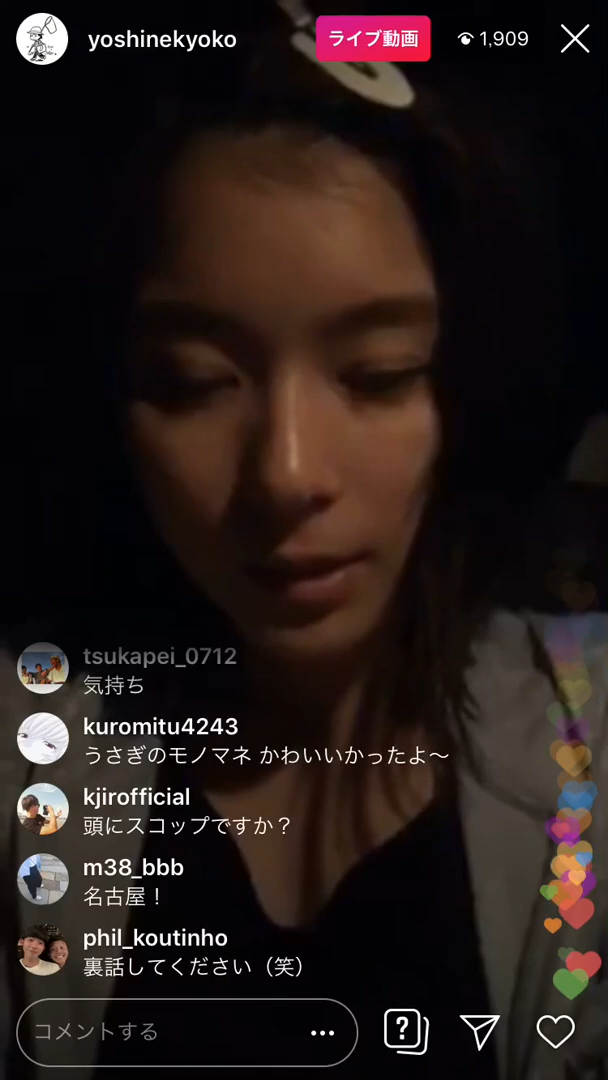 yoshinekyoko
ライブ動画
1,909
tsukapei_0712
気持ち
kuromitu4243
うさぎのモノマネ かわいいかったよ〜
kjirofficial
頭にスコップですか？
m38_bbb
名古屋！
phil_koutinho
裏話してください（笑）
コメントする